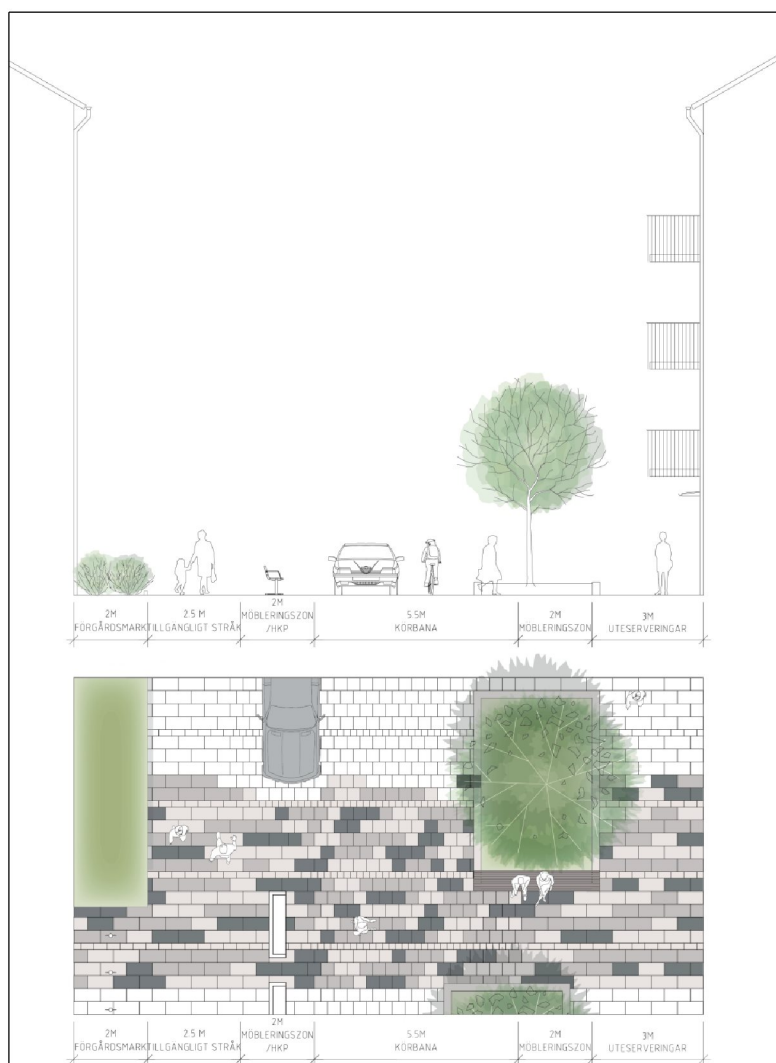 2M
FÖRGÅRDSMARK
2.5 M
TILLGÄNGLIGT STRÅK
2M
MÖBLERINGSZON
/HKP
5.5M
KÖRBANA
2M
MÖBLERINGSZON
3M
UTESERVERINGAR
2M
FÖRGÅRDSMARK
2.5 M
TILLGÄNGLIGT STRÅK
2M
MÖBLERINGSZON
/HKP
5.5M
KÖRBANA
2M
MÖBLERINGSZON
3M
UTESERVERINGAR